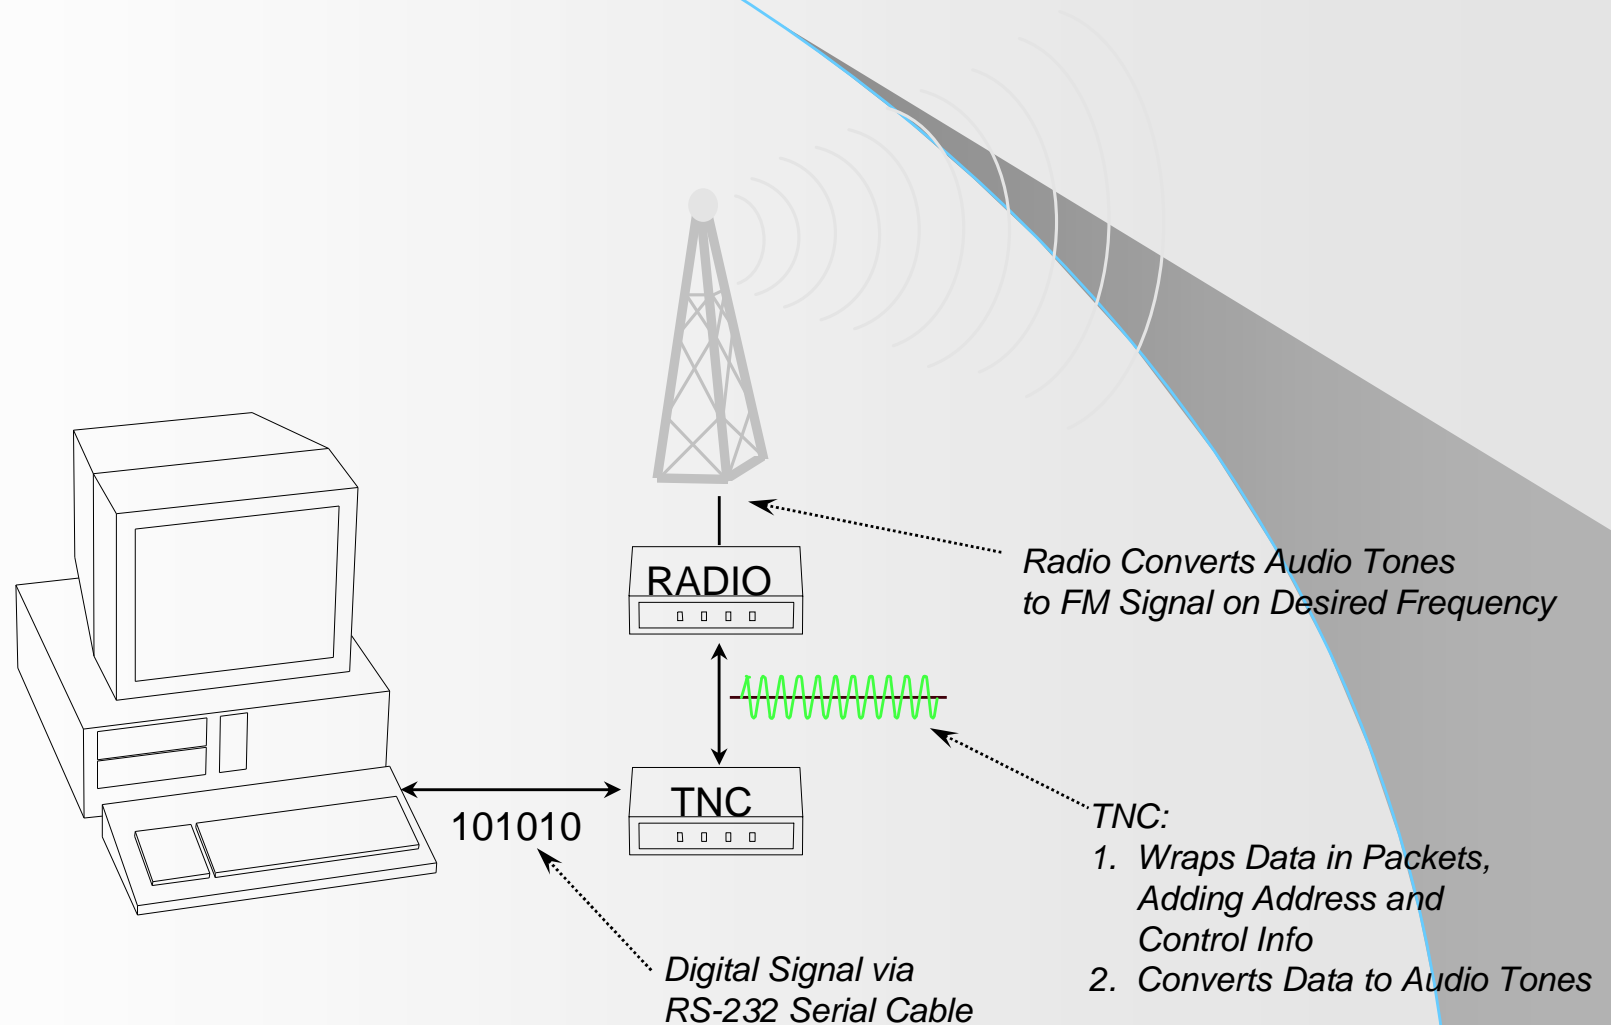 RADIO
Radio Converts Audio Tones
to FM Signal on Desired Frequency
TNC
101010
TNC:
1. Wraps Data in Packets,
Adding Address and
Control Info
2. Converts Data to Audio Tones
Digital Signal via
RS-232 Serial Cable